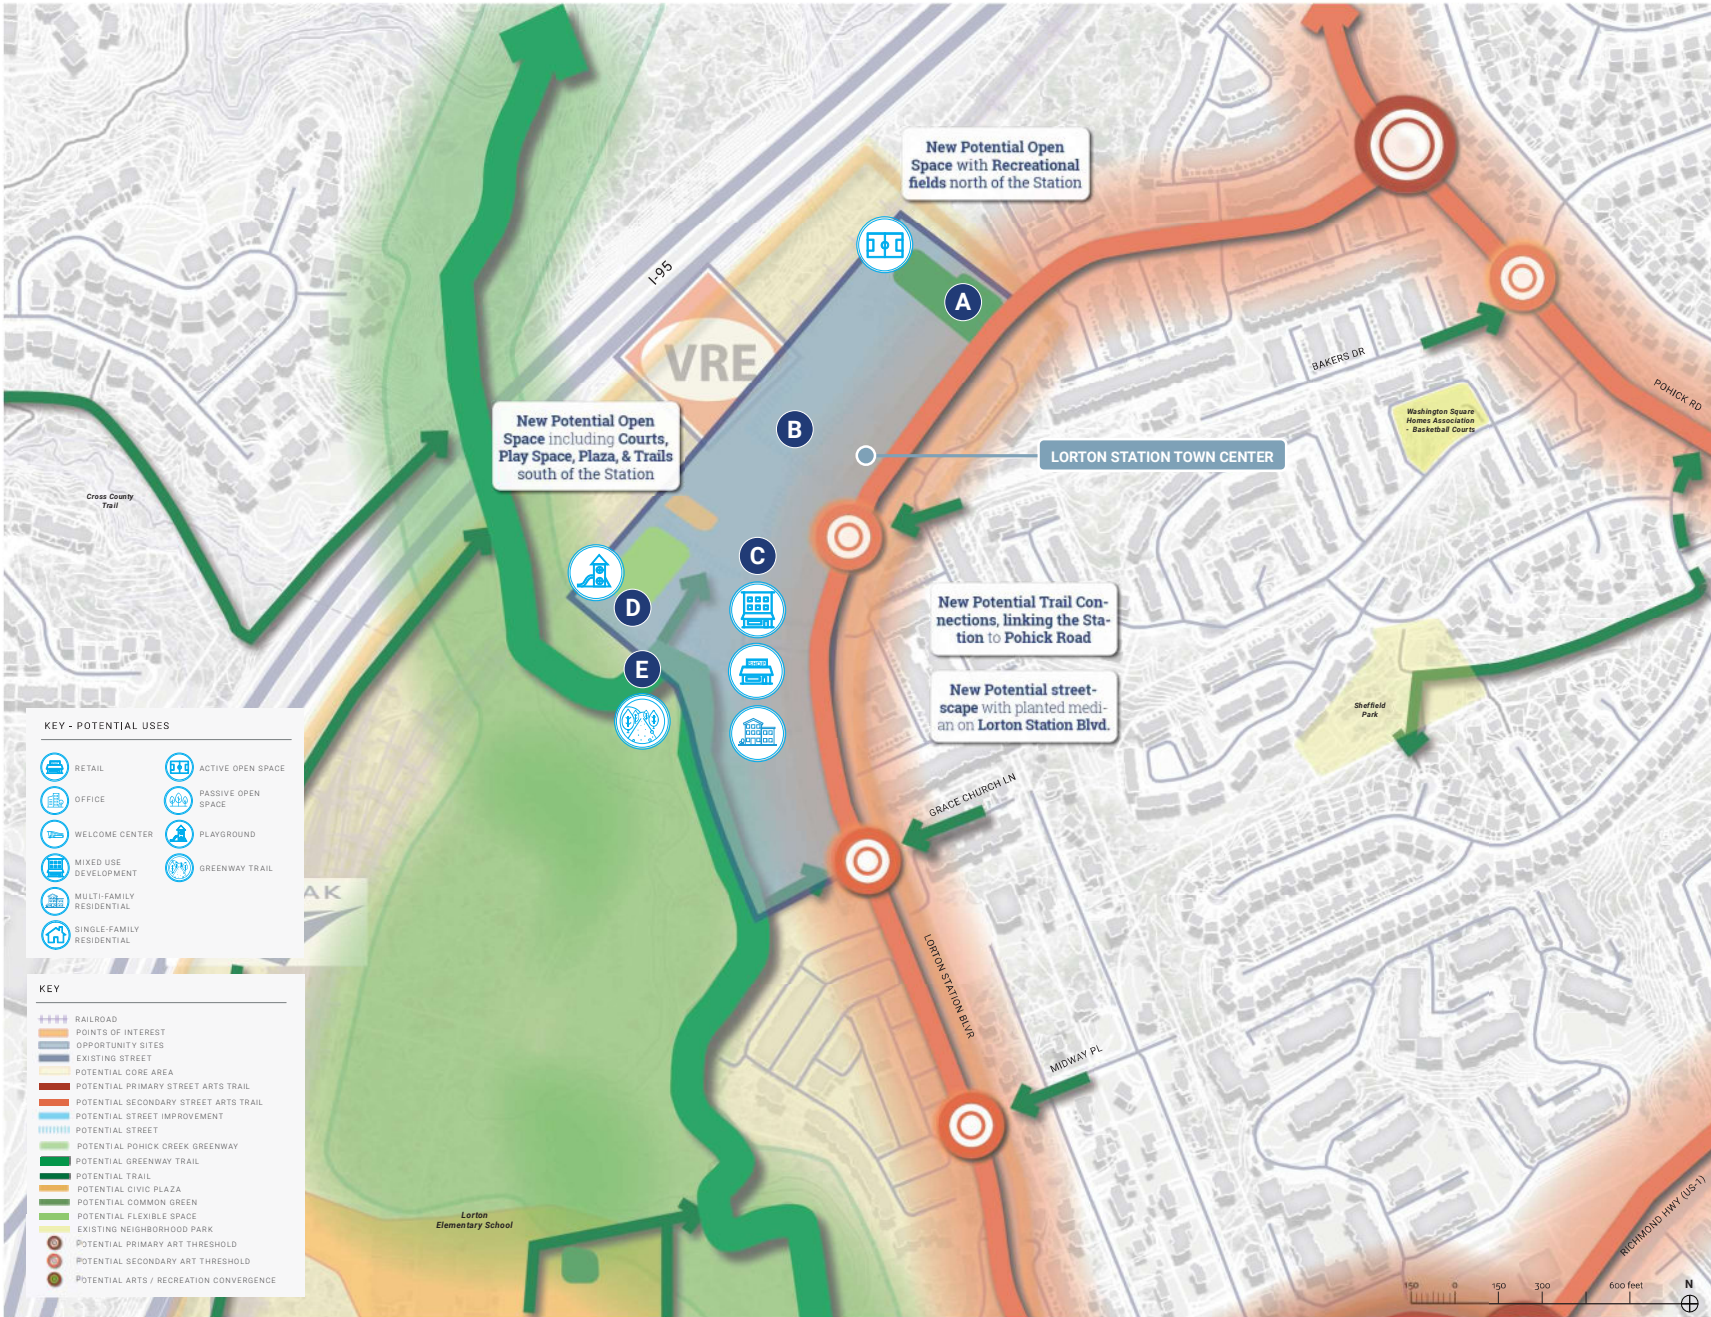 New Potential Open
Space with Recreational
fields north of the Station
I-95
A
VRE
BAKERS DR
POHICK RD
Washington Square
Homes Association
- Basketball Courts
New Potential Open
Space including Courts,
Play Space, Plaza, & Trails
south of the Station
B
LORTON STATION TOWN CENTER
Cross County
Trail
C
D
E
SHOP
New Potential Trail Con-
nections, linking the Sta-
tion to Pohick Road
New Potential street-
scape with planted medi-
an on Lorton Station Blvd.
Sheffield
Park
GRACE CHURCH LN
LORTON STATION BLVR
MIDWAY PL
RICHMOND HWY (US-1)
Lorton
Elementary School
AK
KEY - POTENTIAL USES
RETAIL
OFFICE
WELCOME CENTER
MIXED USE
DEVELOPMENT
MULTI-FAMILY
RESIDENTIAL
SINGLE-FAMILY
RESIDENTIAL
ACTIVE OPEN SPACE
PASSIVE OPEN
SPACE
PLAYGROUND
GREENWAY TRAIL
KEY
RAILROAD
POINTS OF INTEREST
OPPORTUNITY SITES
EXISTING STREET
POTENTIAL CORE AREA
POTENTIAL PRIMARY STREET ARTS TRAIL
POTENTIAL SECONDARY STREET ARTS TRAIL
POTENTIAL STREET IMPROVEMENT
POTENTIAL STREET
POTENTIAL POHICK CREEK GREENWAY
POTENTIAL GREENWAY TRAIL
POTENTIAL TRAIL
POTENTIAL CIVIC PLAZA
POTENTIAL COMMON GREEN
POTENTIAL FLEXIBLE SPACE
EXISTING NEIGHBORHOOD PARK
POTENTIAL PRIMARY ART THRESHOLD
POTENTIAL SECONDARY ART THRESHOLD
POTENTIAL ARTS / RECREATION CONVERGENCE
150 0 150 300 600 feet
N